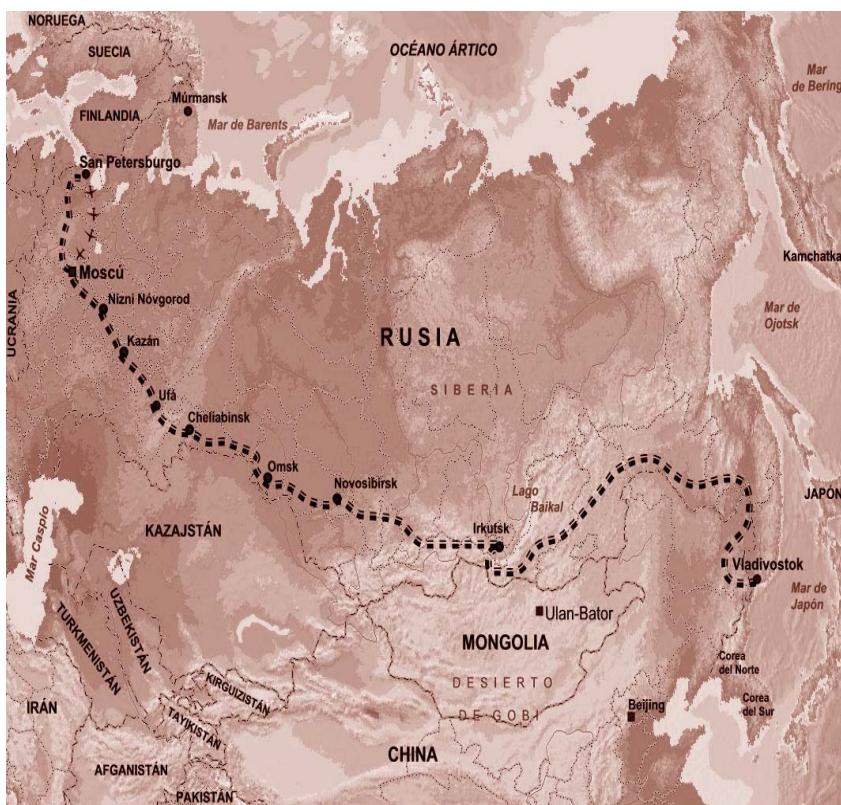 NORUEGA
SUECIA
FINLANDIA
Múrmansk
OCÉANO ÁRTICO
Mar de Barents
Mar
de Bering
San Petersburgo
Moscú
UCRANIA
Nizni Nóvgorod
Kazán
Ufá
Cheliabinsk
Omsk
Novosibirsk
RUSIA
SIBERIA
Kamchatka
Mar de
Ojotsk
Lago
Baikal
Irkutsk
JAPÓN
Vladivostok
Mar de
Japón
Mar Caspio
KAZAJSTÁN
UZBEKISTÁN
TURKMENISTÁN
KIRGUIZISTÁN
TAYIKISTÁN
IRÁN
AFGANISTÁN
PAKISTÁN
Ulan-Bator
MONGOLIA
DESIERTO
DE GOBI
Beijing
CHINA
Corea
del Norte
Corea
del Sur